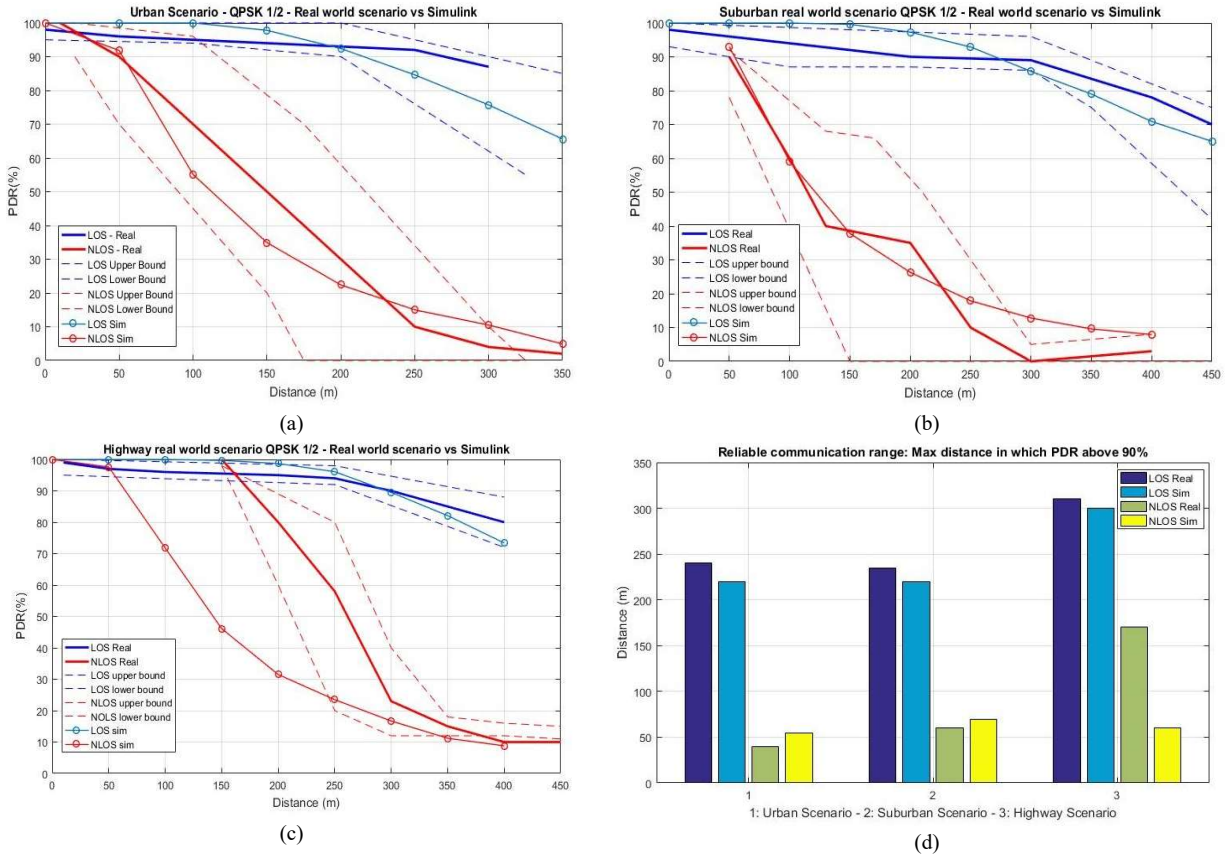 Urban Scenario - QPSK 1/2 - Real world scenario vs Simulink
PDR(%)
100
90
80
70
60
50
40
30
20
10
0
LOS - Real
NLOS - Real
LOS Upper Bound
LOS Lower Bound
NLOS Upper Bound
NLOS Lower Bound
LOS Sim
NLOS Sim
0 50 100 150 200 250 300 350
Distance (m)
(a)
Suburban real world scenario QPSK 1/2 - Real world scenario vs Simulink
PDR(%)
100
90
80
70
60
50
40
30
20
10
0
LOS Real
NLOS Real
LOS upper bound
LOS lower bound
NLOS upper bound
NLOS lower bound
LOS Sim
NLOS Sim
0 50 100 150 200 250 300 350 400 450
Distance (m)
(b)
Highway real world scenario QPSK 1/2 - Real world scenario vs Simulink
PDR(%)
100
90
80
70
60
50
40
30
20
10
0
LOS Real
NLOS Real
LOS upper bound
LOS lower bound
NLOS upper bound
NOLS lower bound
LOS sim
NLOS sim
0 50 100 150 200 250 300 350 400 450
Distance (m)
(c)
Reliable communication range: Max distance in which PDR above 90%
Distance (m)
350
300
250
200
150
100
50
0
LOS Real
LOS Sim
NLOS Real
NLOS Sim
1 2 3
1: Urban Scenario - 2: Suburban Scenario - 3: Highway Scenario
(d)